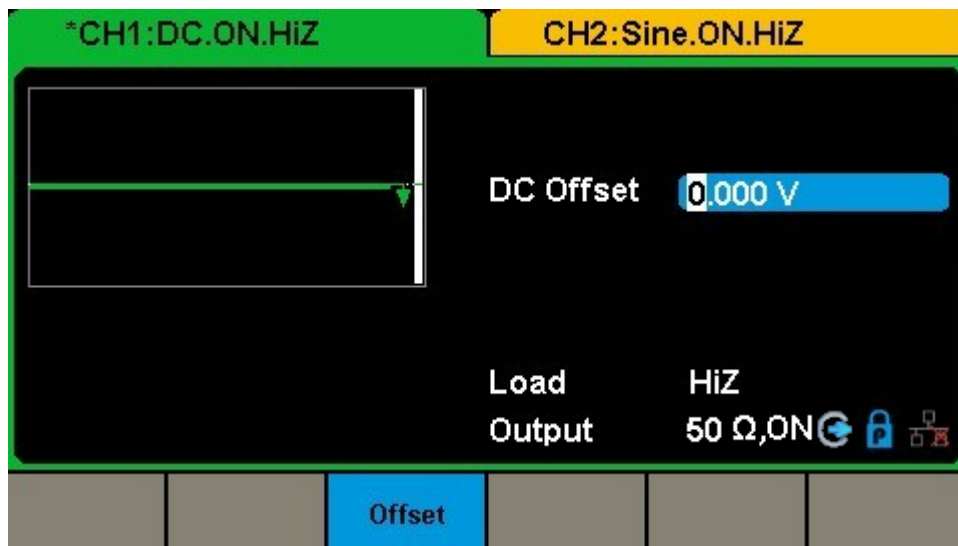 *CH1:DC.ON.HiZ
CH2:Sine.ON.HiZ
DC Offset 0.000 V
Load HiZ
Output 50 Ω,ON
P
Offset